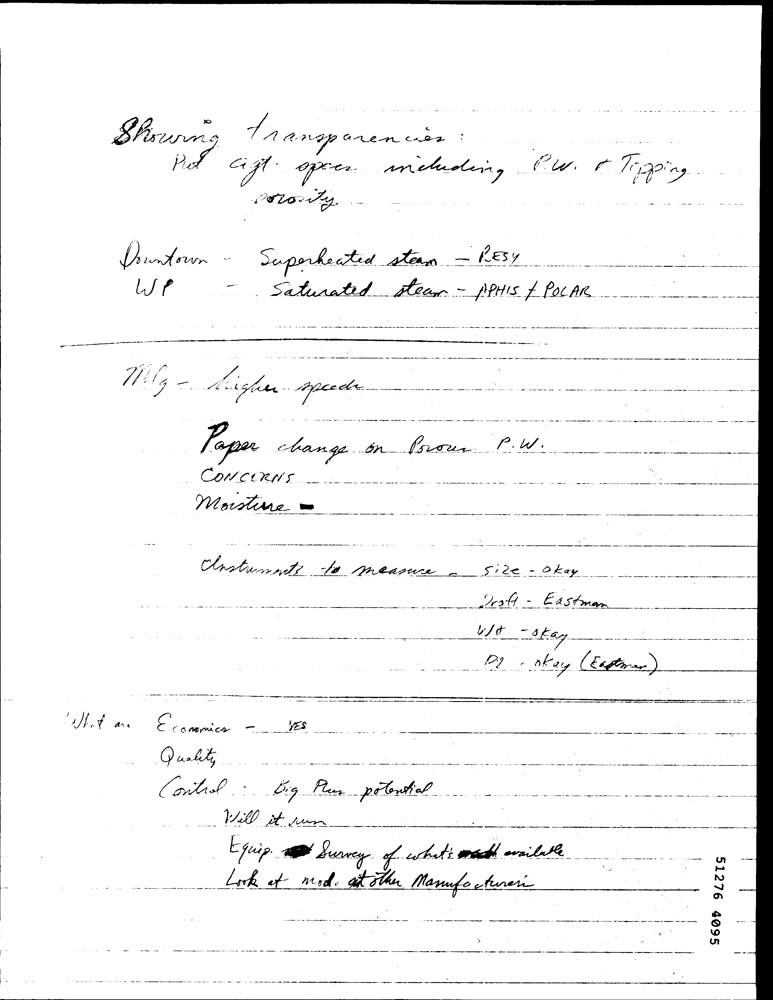 Showing transparencies :
Put cigt. specs including P.W. & Tipping
porosity
Downtown - Superheated steam - RESY
WP - Saturated steam - APHIS & POLAR
Mfg - higher speeds
Paper change on Porous P.W.
CONCERNS
Moisture -
Instruments to measure - size - okay
Draft - Eastman
Wt - okay
okay (Eastman)
What are Economics - YES
Quality
Control - Big Plus potential
Will it run
Equip. Survey of what's available
Look at mod. at other Manufacturers
51276 4095